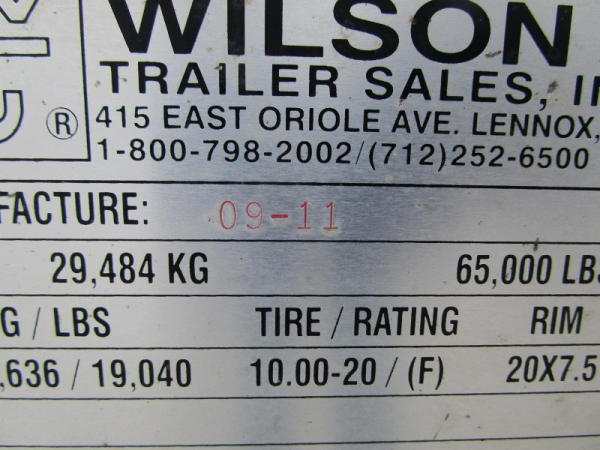 WILSON
TRAILER SALES,
®
415 EAST ORIOLE AVE. LENNOX,
1-800-798-2002/(712)252-6500
FACTURE: 09-11
29,484 KG 65,000 LBS
G / LBS TIRE / RATING RIM
,636 / 19,040 10.00-20 / (F) 20X7.5